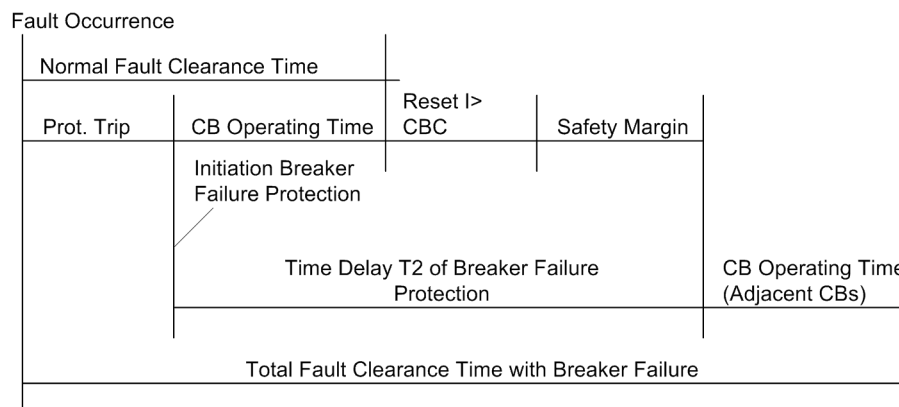 Fault Occurrence
Normal Fault Clearance Time
Prot. Trip
CB Operating Time
Reset I>
CBC
Safety Margin
Initiation Breaker
Failure Protection
Time Delay T2 of Breaker Failure
Protection
CB Operating Time
(Adjacent CBs)
Total Fault Clearance Time with Breaker Failure